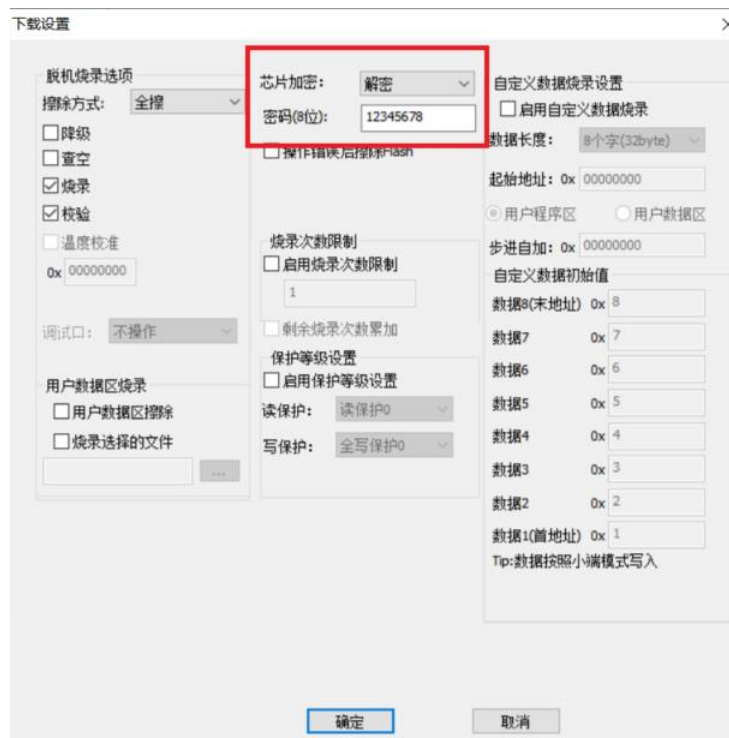 下载设置
脱机烧录选项
擦除方式: 全擦
降级
查空
烧录
校验
温度校准
0x 00000000
调试口: 不操作
用户数据区烧录
用户数据区擦除
烧录选择的文件
...
芯片加密: 解密
密码(8位): 12345678
操作错误后擦除Flash
烧录次数限制
启用烧录次数限制
1
剩余烧录次数累加
保护等级设置
启用保护等级设置
读保护: 读保护0
写保护: 全写保护0
自定义数据烧录设置
启用自定义数据烧录
数据长度: 8个字(32byte)
起始地址: 0x 00000000
用户程序区 用户数据区
步进自加: 0x 00000000
自定义数据初始值
数据8(末地址) 0x 8
数据7 0x 7
数据6 0x 6
数据5 0x 5
数据4 0x 4
数据3 0x 3
数据2 0x 2
数据1(首地址) 0x 1
Tip:数据按照小端模式写入
确定 取消